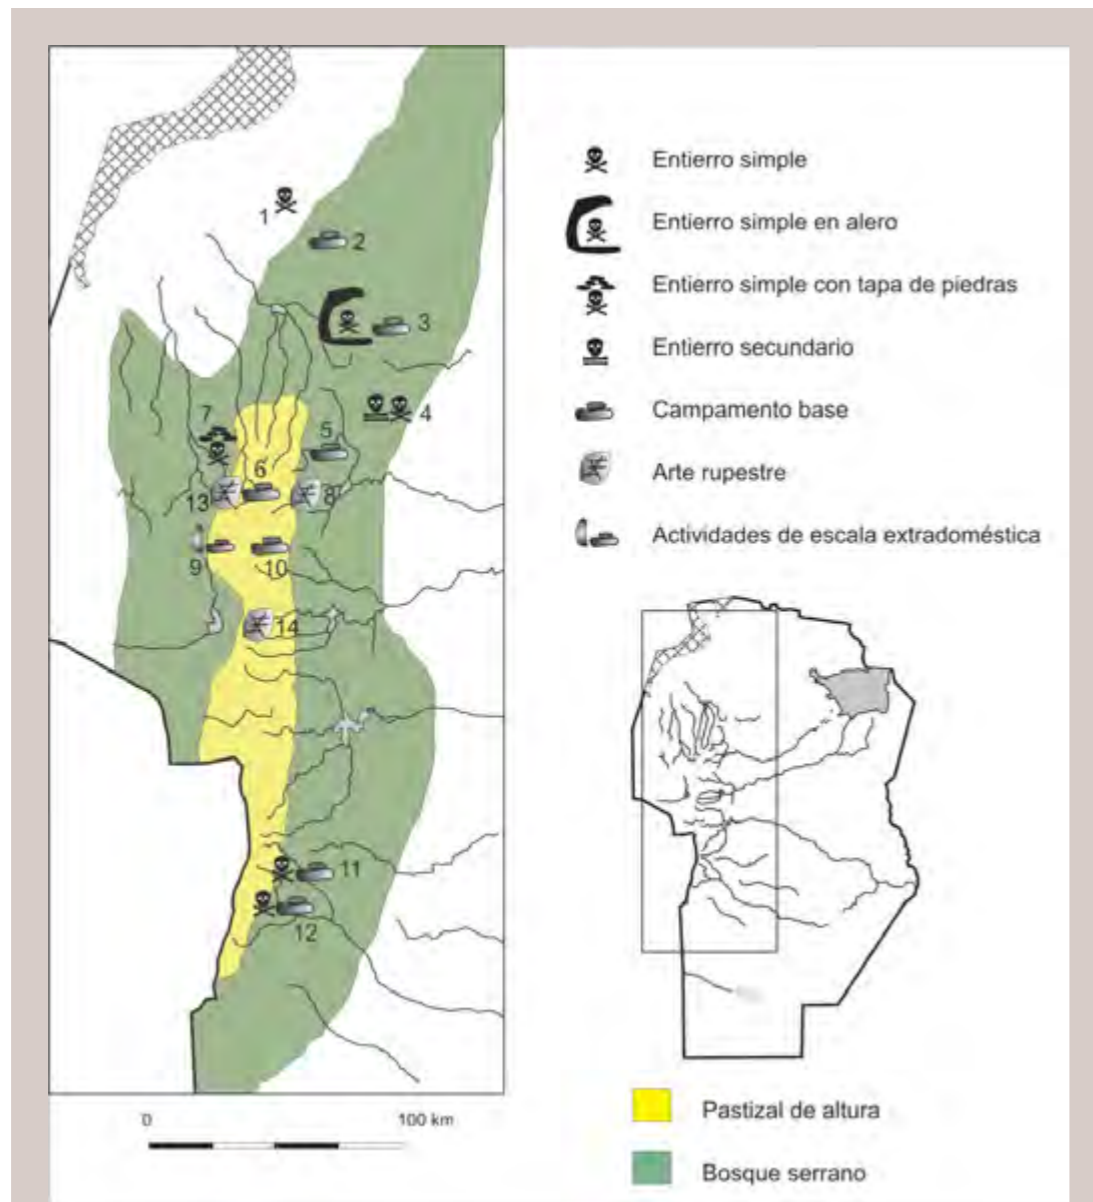 1
2
3
4
7
5
6
13
8
9
10
14
11
12
0
100 km
Entierro simple
Entierro simple en alero
Entierro simple con tapa de piedras
Entierro secundario
Campamento base
Arte rupestre
Actividades de escala extradoméstica
Pastizal de altura
Bosque serrano